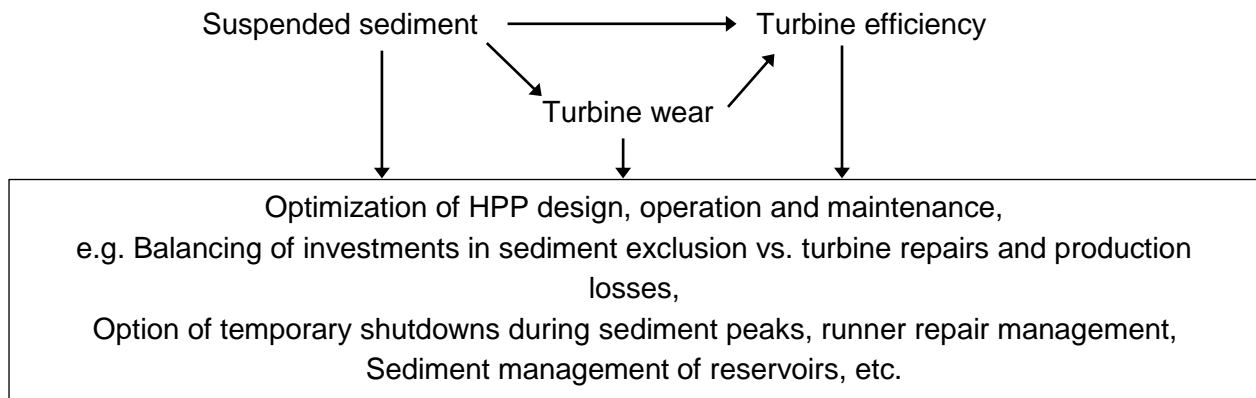 Suspended sediment Turbine efficiency
Turbine wear
Optimization of HPP design, operation and maintenance,
e.g. Balancing of investments in sediment exclusion vs. turbine repairs and production
losses,
Option of temporary shutdowns during sediment peaks, runner repair management,
Sediment management of reservoirs, etc.